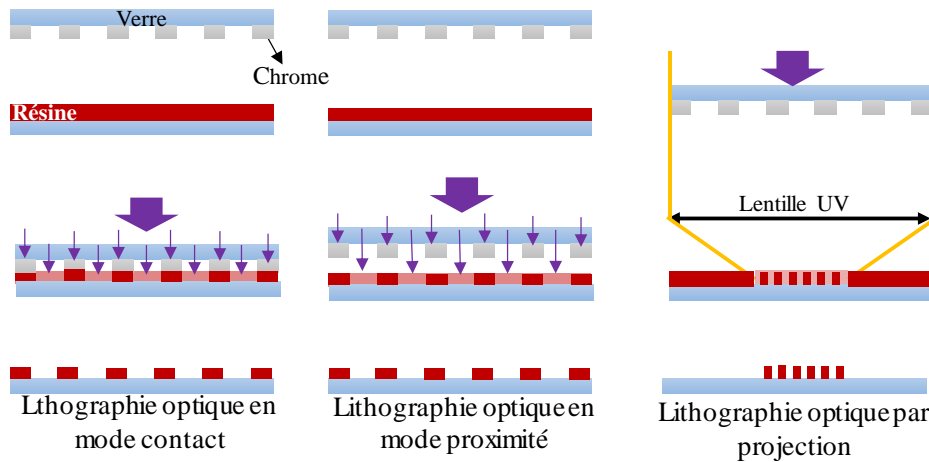 Verre
Chrome
Résine
Lentille UV
Lthographie optique en
mode contact
Lithographie optique en
mode proximité
Lithographie optique par
projection